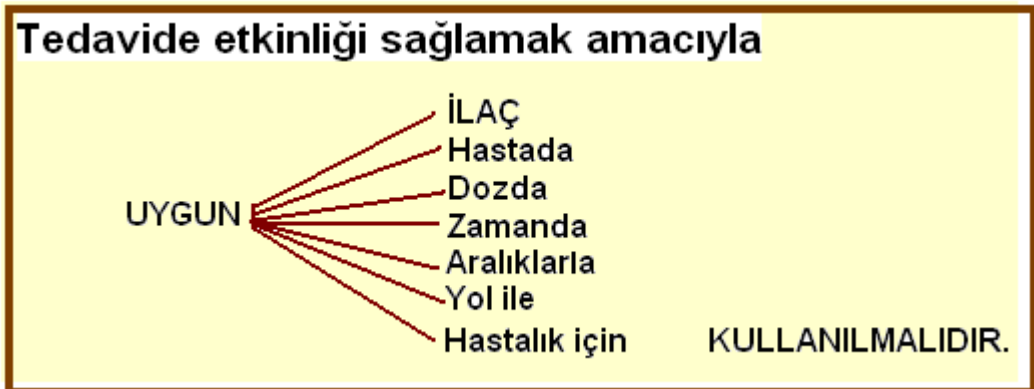 Tedavide etkinliği sağlamak amacıyla
İLAÇ
Hastada
Dozda
UYGUN
Zamanda
Aralıklarla
Yol ile
Hastalık için KULLANILMALIDIR.